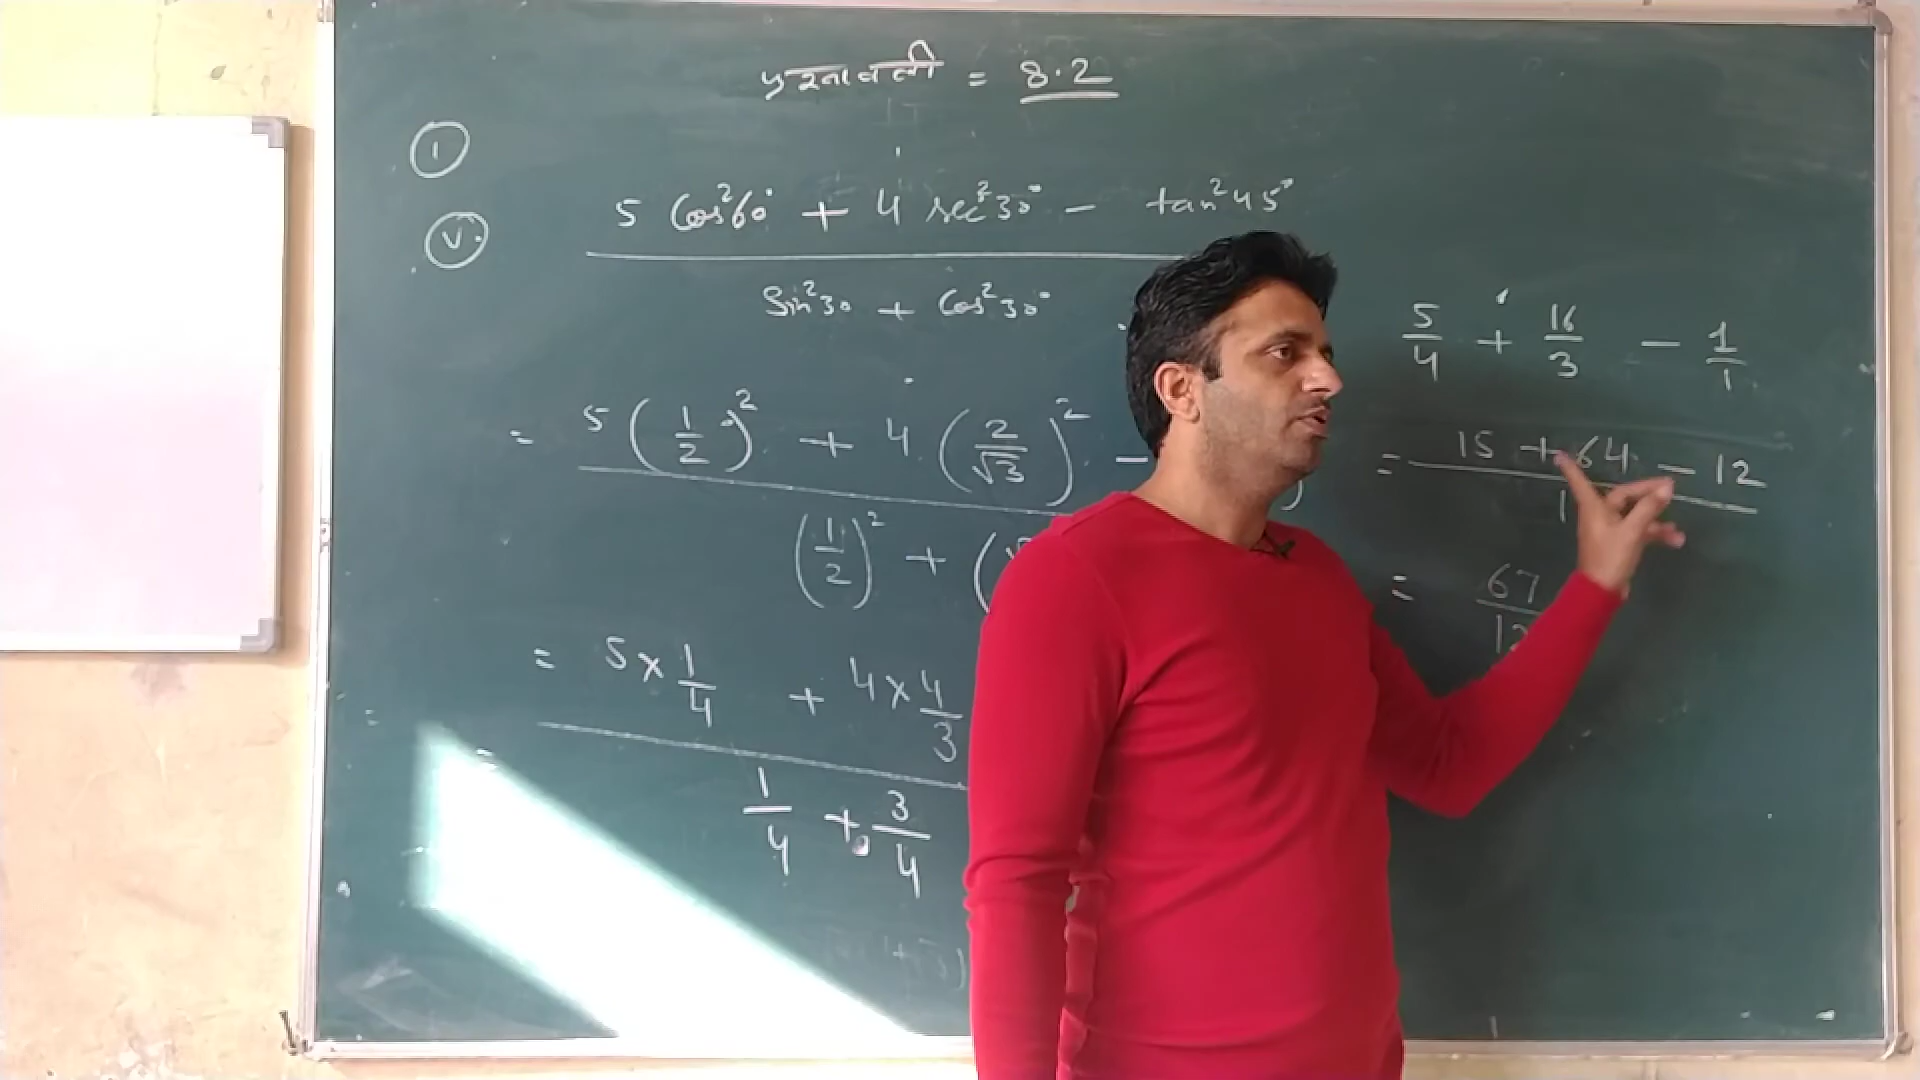 प्रश्नावली = 8.2
1
V.
5 Cos²60° + 4 sec²30° - tan²45°
Sin²30 + Cos²30°
= 5 (1/2)² + 4 (2/√3)² -
(1/2)² + (√
= 5 × 1/4 + 4 × 4/3
1/4 + 3/4
5/4 + 16/3 - 1/1
= 15 + 64 - 12
= 67/12